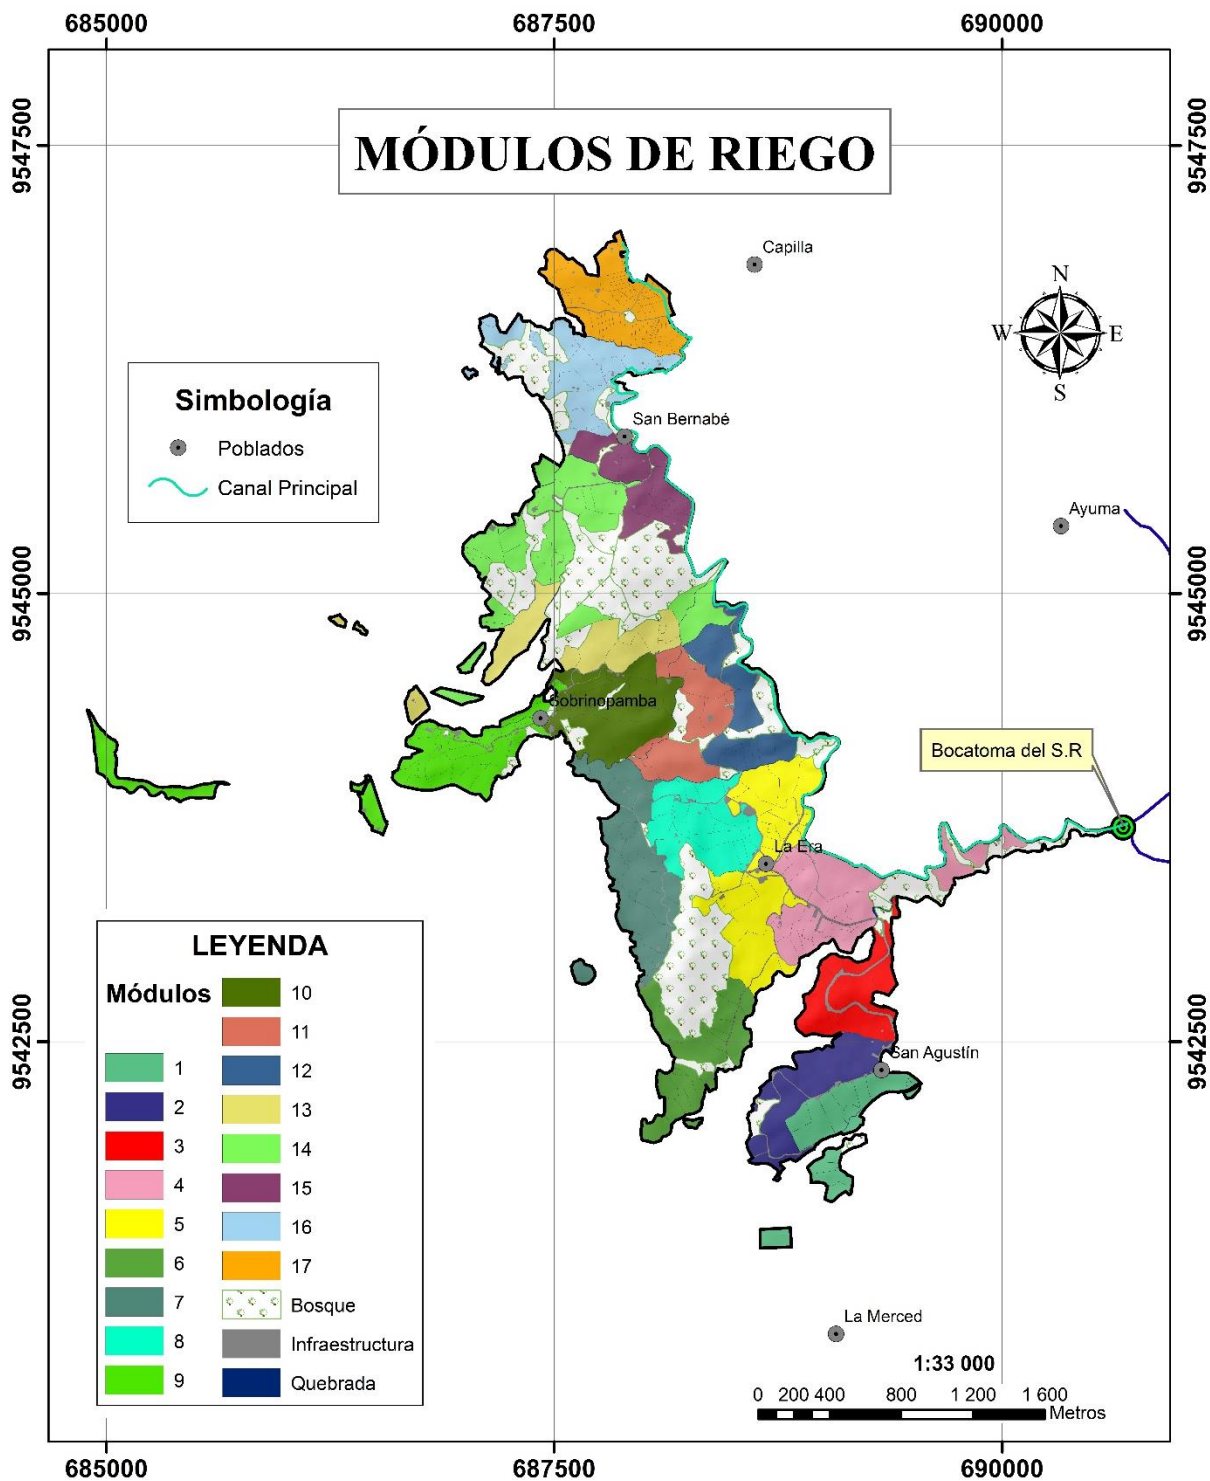 685000 687500 690000
9547500 9547500
MÓDULOS DE RIEGO
Capilla
N
W E
S
Simbología
Poblados
Canal Principal
San Bernabé
Ayuma
9545000 9545000
Sobrinopamba
Bocatoma del S.R
La Era
LEYENDA
Módulos
1
2
3
4
5
6
7
8
9
10
11
12
13
14
15
16
17
Bosque
Infraestructura
Quebrada
9542500 9542500
San Agustín
La Merced
1:33 000
0 200 400 800 1 200 1 600
Metros
685000 687500 690000